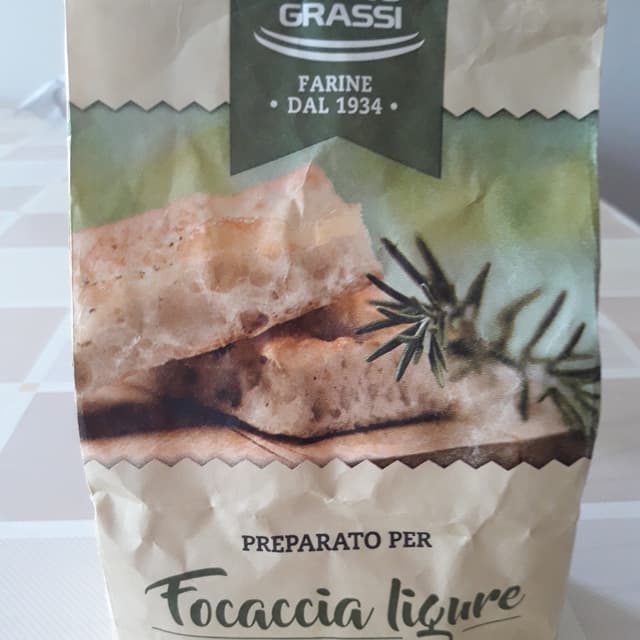 GRASSI
FARINE
• DAL 1934 •
PREPARATO PER
Focaccia ligure